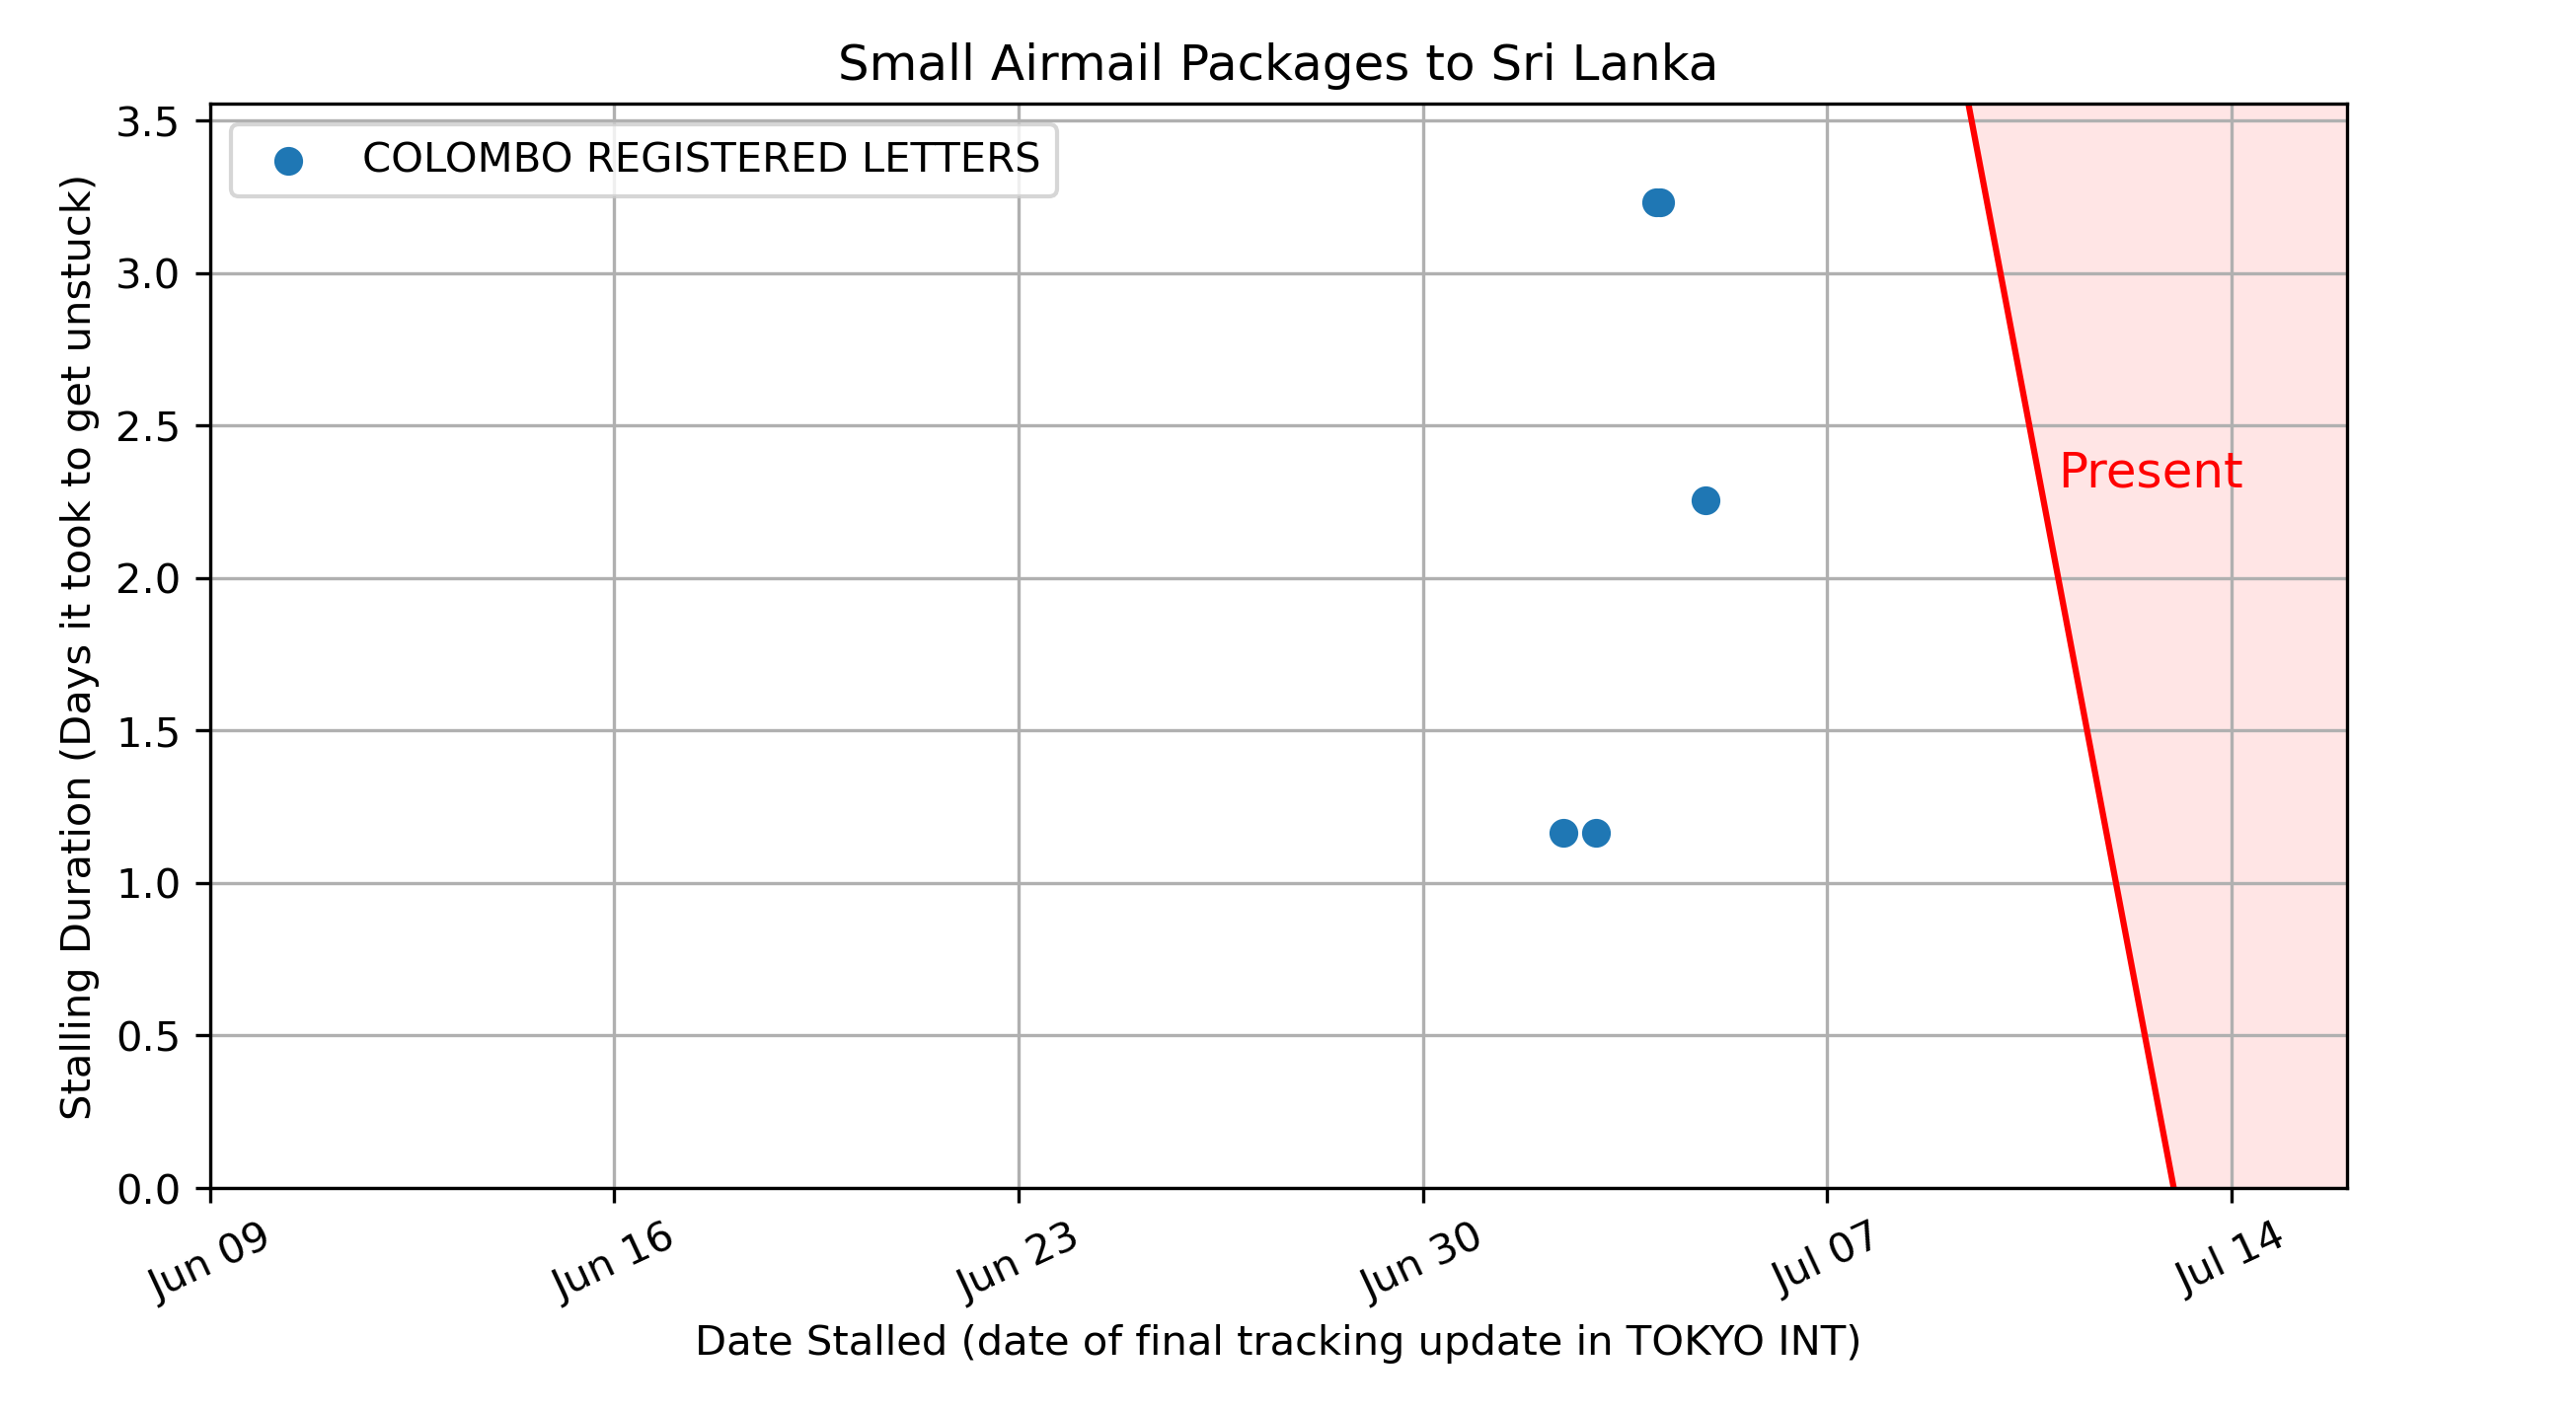 Small Airmail Packages to Sri Lanka
COLOMBO REGISTERED LETTERS
Stalling Duration (Days it took to get unstuck)
3.5
3.0
2.5
2.0
1.5
1.0
0.5
0.0
Present
Jun 09
Jun 16
Jun 23
Jun 30
Jul 07
Jul 14
Date Stalled (date of final tracking update in TOKYO INT)